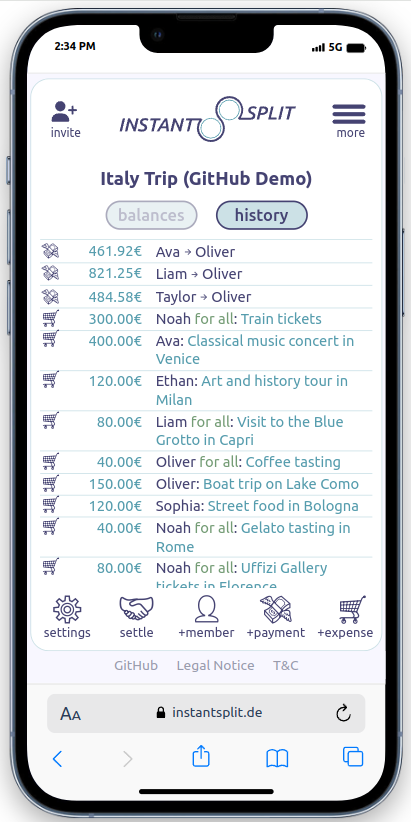 2:34 PM 5G
invite INSTANT SPLIT more
Italy Trip (GitHub Demo)
balances history
461.92€ Ava → Oliver
821.25€ Liam → Oliver
484.58€ Taylor → Oliver
300.00€ Noah for all: Train tickets
400.00€ Ava: Classical music concert in
Venice
120.00€ Ethan: Art and history tour in
Milan
80.00€ Liam for all: Visit to the Blue
Grotto in Capri
40.00€ Oliver for all: Coffee tasting
150.00€ Oliver: Boat trip on Lake Como
120.00€ Sophia: Street food in Bologna
40.00€ Noah for all: Gelato tasting in
Rome
80.00€ Noah for all: Uffizi Gallery
tickets in Florence
settings settle +member +payment +expense
GitHub Legal Notice T&C
AA instantsplit.de